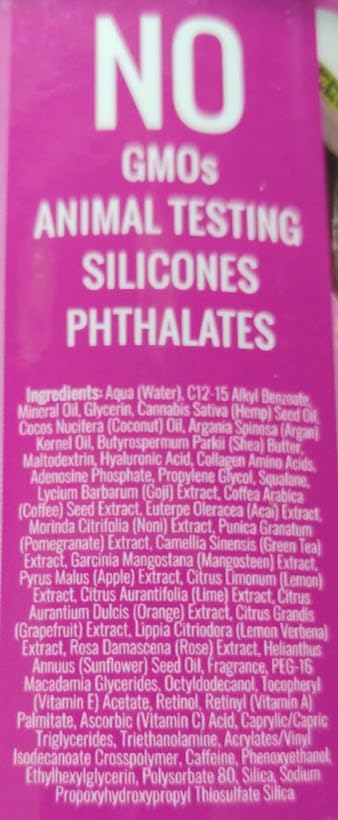 NO
GMOs
ANIMAL TESTING
SILICONES
PHTHALATES
Ingredients: Aqua (Water), C12-15 Alkyl Benzoate,
Mineral Oil, Glycerin, Cannabis Sativa (Hemp) Seed Oil,
Cocos Nucifera (Coconut) Oil, Argania Spinosa (Argan)
Kernel Oil, Butyrospermum Parkii (Shea) Butter,
Maltodextrin, Hyaluronic Acid, Collagen Amino Acids,
Adenosine Phosphate, Propylene Glycol, Squalane,
Lycium Barbarum (Goji) Extract, Coffea Arabica
(Coffee) Seed Extract, Euterpe Oleracea (Acai) Extract,
Morinda Citrifolia (Noni) Extract, Punica Granatum
(Pomegranate) Extract, Camellia Sinensis (Green Tea)
Extract, Garcinia Mangostana (Mangosteen) Extract,
Pyrus Malus (Apple) Extract, Citrus Limonum (Lemon)
Extract, Citrus Aurantifolia (Lime) Extract, Citrus
Aurantium Dulcis (Orange) Extract, Citrus Grandis
(Grapefruit) Extract, Lippia Citriodora (Lemon Verbena)
Extract, Rosa Damascena (Rose) Extract, Helianthus
Annuus (Sunflower) Seed Oil, Fragrance, PEG-16
Macadamia Glycerides, Octyldodecanol, Tocopheryl
(Vitamin E) Acetate, Retinol, Retinyl (Vitamin A)
Palmitate, Ascorbic (Vitamin C) Acid, Caprylic/Capric
Triglycerides, Triethanolamine, Acrylates/Vinyl
Isodecanoate Crosspolymer, Caffeine, Phenoxyethanol,
Ethylhexylglycerin, Polysorbate 80, Silica, Sodium
Propoxyhydroxypropyl Thiosulfate Silica